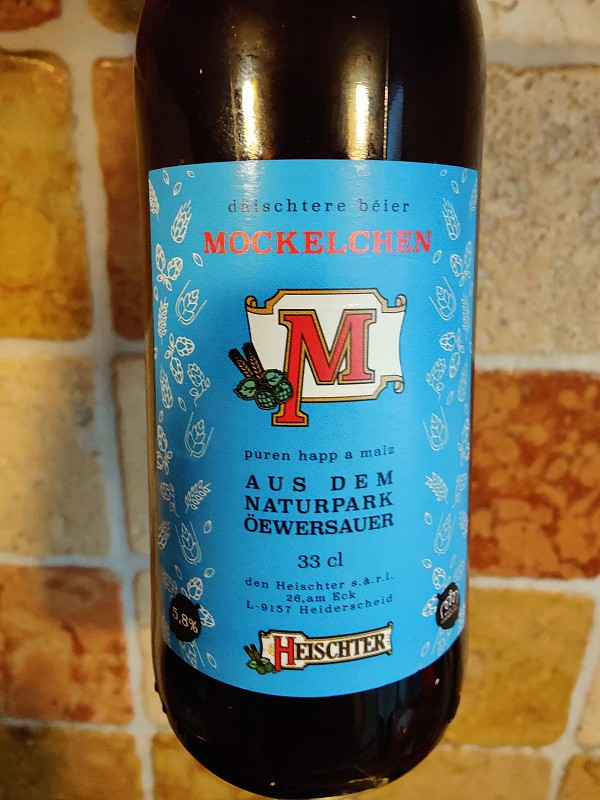 daischtere béier
MOCKELCHEN
M
puren happ a malz
AUS DEM
NATURPARK
ÖEWERSAUER
33 cl
den Heischter s.à.r.l.
26,am Eck
L-9157 Heiderscheid
5,8%
HEISCHTER